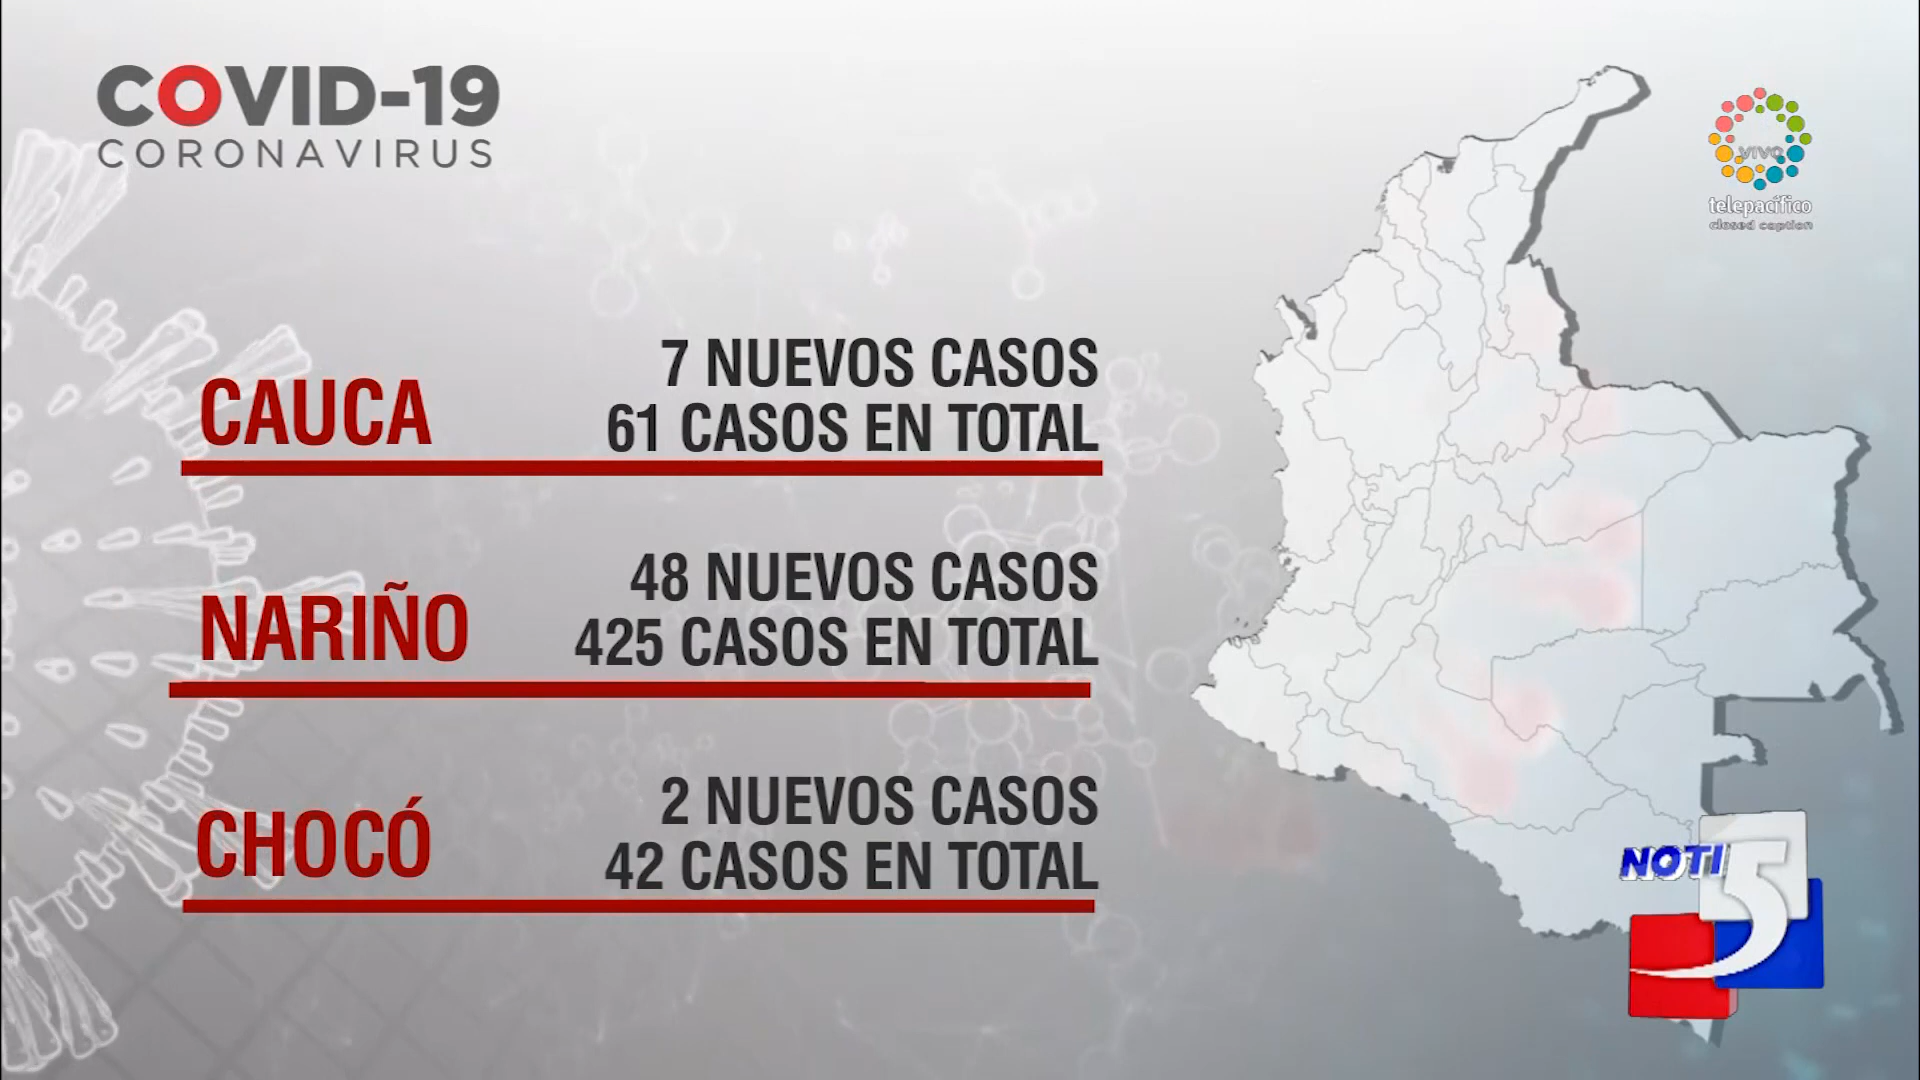 COVID-19
CORONAVIRUS
VIVO
telepacífico
closed caption
CAUCA
7 NUEVOS CASOS
61 CASOS EN TOTAL
NARIÑO
48 NUEVOS CASOS
425 CASOS EN TOTAL
CHOCÓ
2 NUEVOS CASOS
42 CASOS EN TOTAL
NOTI 5